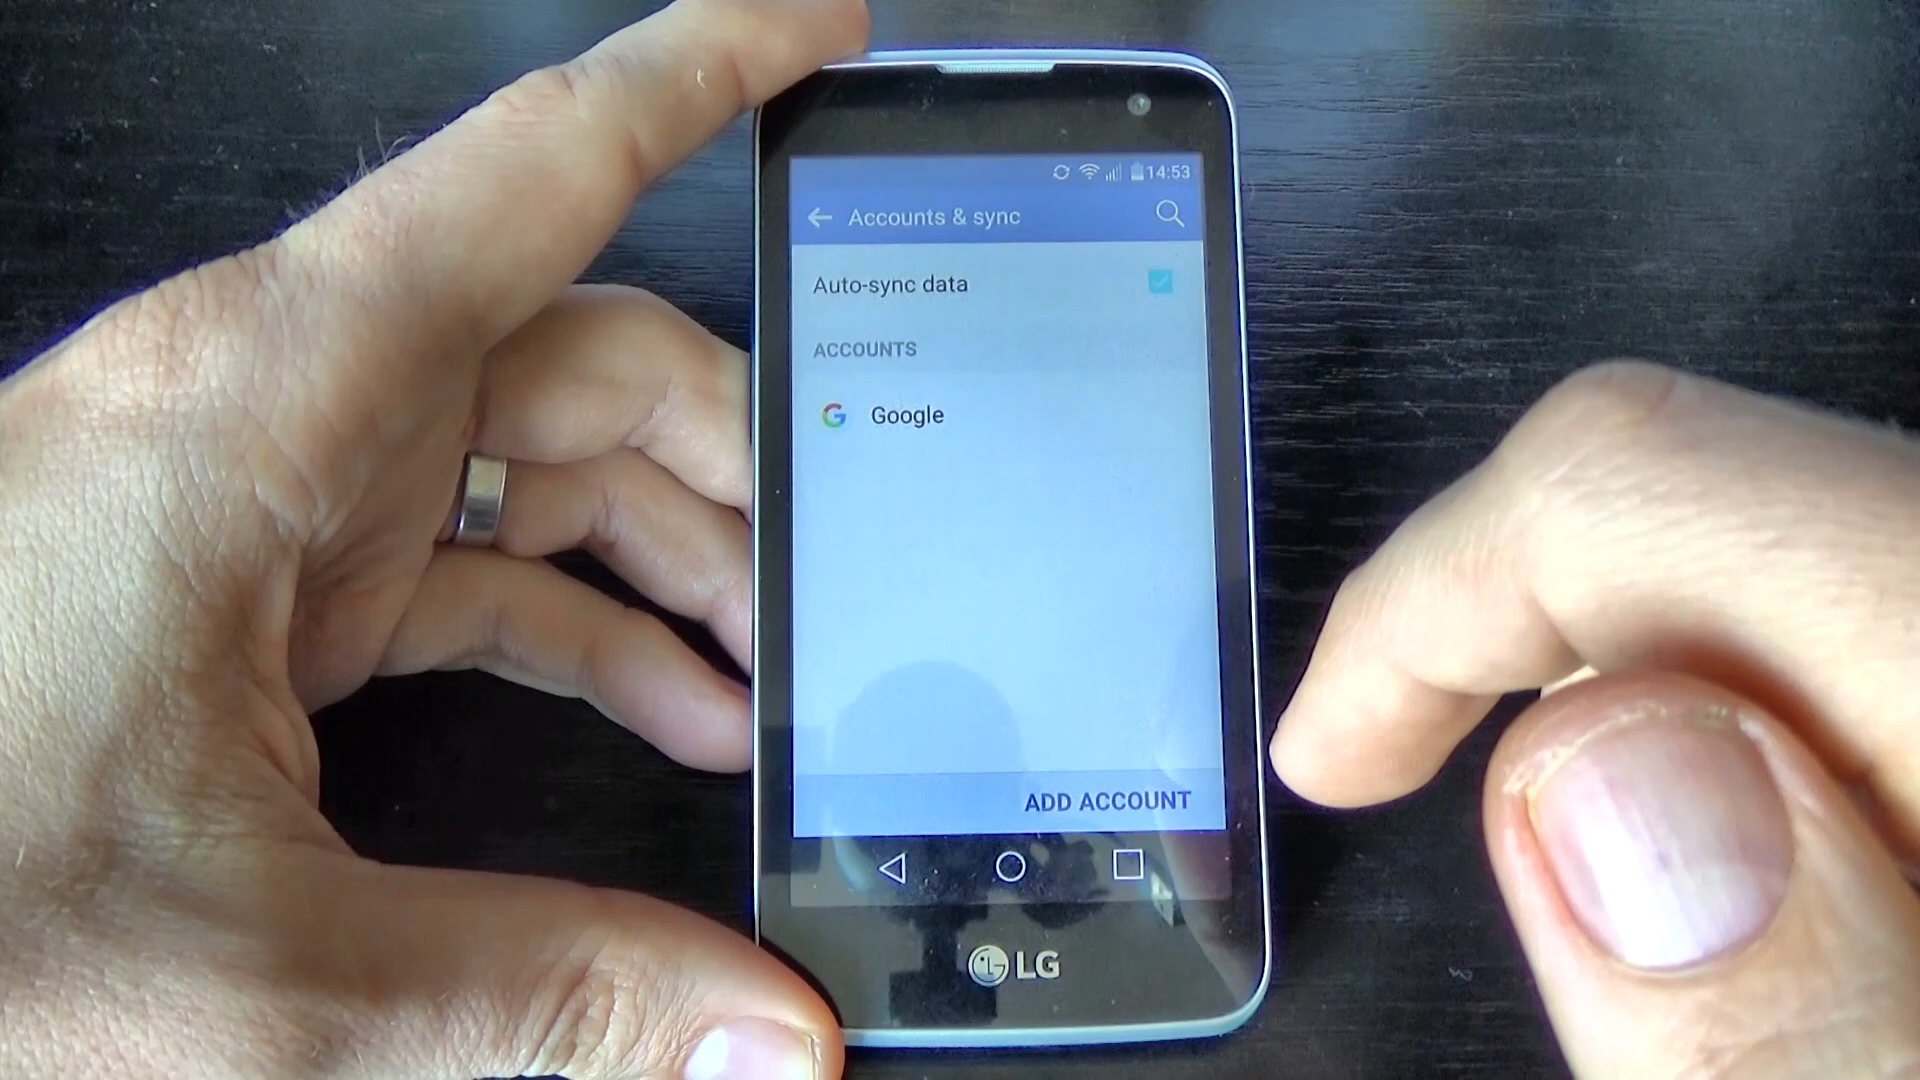 14:53
Accounts & sync
Auto-sync data
ACCOUNTS
Google
ADD ACCOUNT
LG